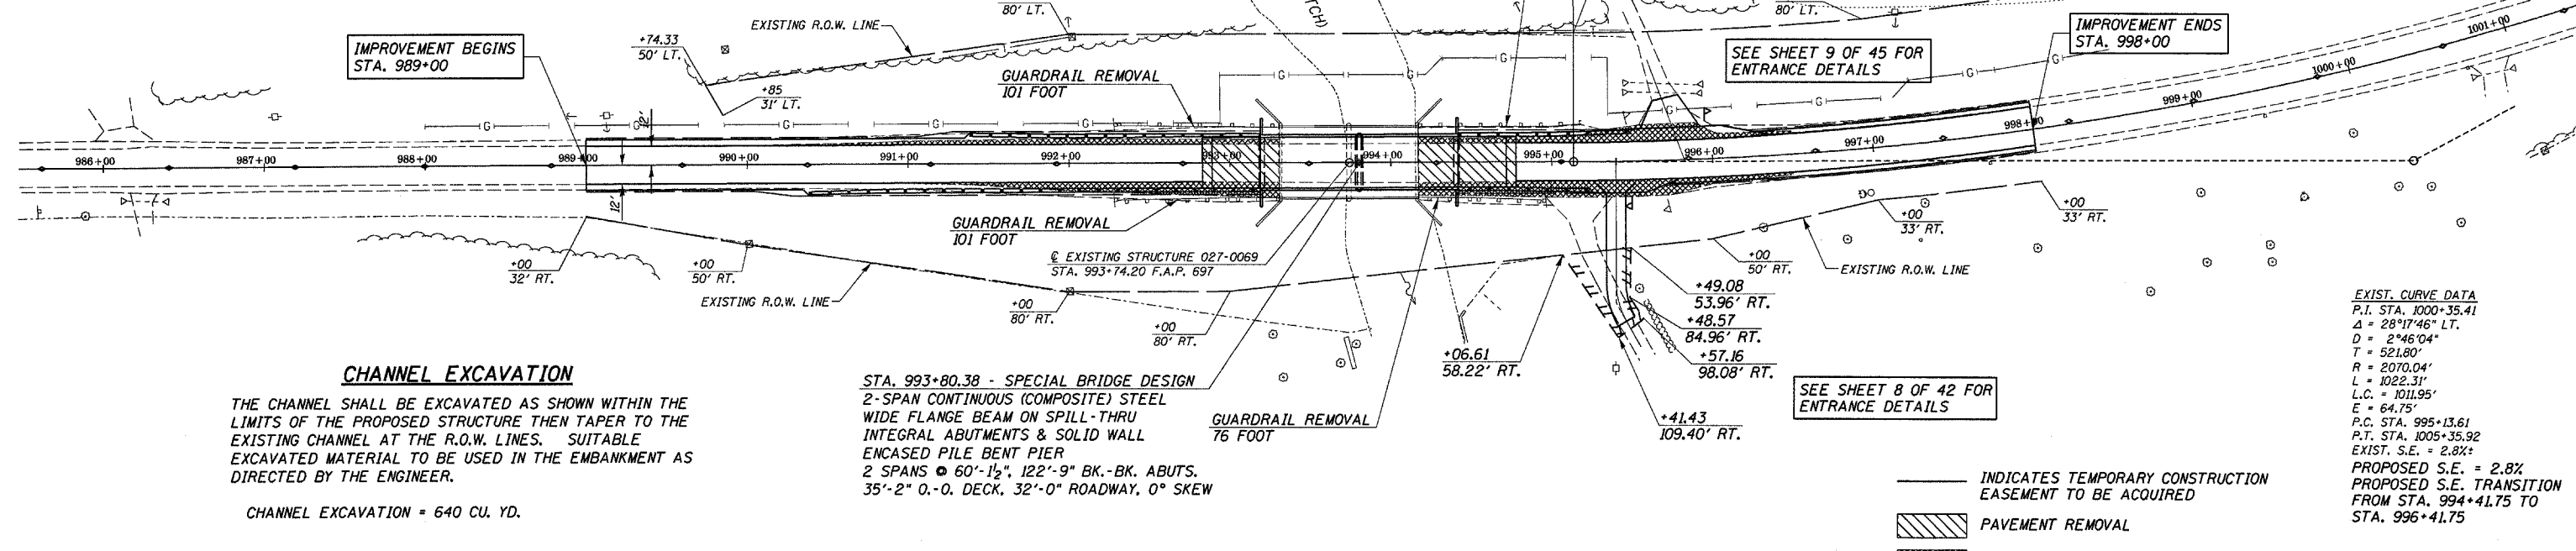 80' LT.
TCH)
80' LT.
EXISTING R.O.W. LINE
+74.33
50' LT.
IMPROVEMENT BEGINS
STA. 989+00
+85
31' LT.
GUARDRAIL REMOVAL
101 FOOT
SEE SHEET 9 OF 45 FOR
ENTRANCE DETAILS
IMPROVEMENT ENDS
STA. 998+00
1001+00
1000+00
999+00
998+00
997+00
996+00
995+00
994+00
993+00
992+00
991+00
990+00
989+00
988+00
987+00
986+00
G G G G G G G G G G G G
12'
12'
GUARDRAIL REMOVAL
101 FOOT
℄ EXISTING STRUCTURE 027-0069
STA. 993+74.20 F.A.P. 697
+00
32' RT.
+00
50' RT.
EXISTING R.O.W. LINE
+00
80' RT.
+00
80' RT.
+06.61
58.22' RT.
+49.08
53.96' RT.
+48.57
84.96' RT.
+57.16
98.08' RT.
+41.43
109.40' RT.
+00
50' RT.
EXISTING R.O.W. LINE
+00
33' RT.
+00
33' RT.
CHANNEL EXCAVATION
THE CHANNEL SHALL BE EXCAVATED AS SHOWN WITHIN THE
LIMITS OF THE PROPOSED STRUCTURE THEN TAPER TO THE
EXISTING CHANNEL AT THE R.O.W. LINES. SUITABLE
EXCAVATED MATERIAL TO BE USED IN THE EMBANKMENT AS
DIRECTED BY THE ENGINEER.
CHANNEL EXCAVATION = 640 CU. YD.
STA. 993+80.38 - SPECIAL BRIDGE DESIGN
2-SPAN CONTINUOUS (COMPOSITE) STEEL
WIDE FLANGE BEAM ON SPILL-THRU
INTEGRAL ABUTMENTS & SOLID WALL
ENCASED PILE BENT PIER
2 SPANS @ 60'-1½", 122'-9" BK.-BK. ABUTS.
35'-2" O.-O. DECK, 32'-0" ROADWAY, 0° SKEW
GUARDRAIL REMOVAL
76 FOOT
SEE SHEET 8 OF 42 FOR
ENTRANCE DETAILS
INDICATES TEMPORARY CONSTRUCTION
EASEMENT TO BE ACQUIRED
PAVEMENT REMOVAL
EXIST. CURVE DATA
P.I. STA. 1000+35.41
Δ = 28°17'46" LT.
D = 2°46'04"
T = 521.80'
R = 2070.04'
L = 1022.31'
L.C. = 1011.95'
E = 64.75'
P.C. STA. 995+13.61
P.T. STA. 1005+35.92
EXIST. S.E. = 2.8%±
PROPOSED S.E. = 2.8%
PROPOSED S.E. TRANSITION
FROM STA. 994+41.75 TO
STA. 996+41.75